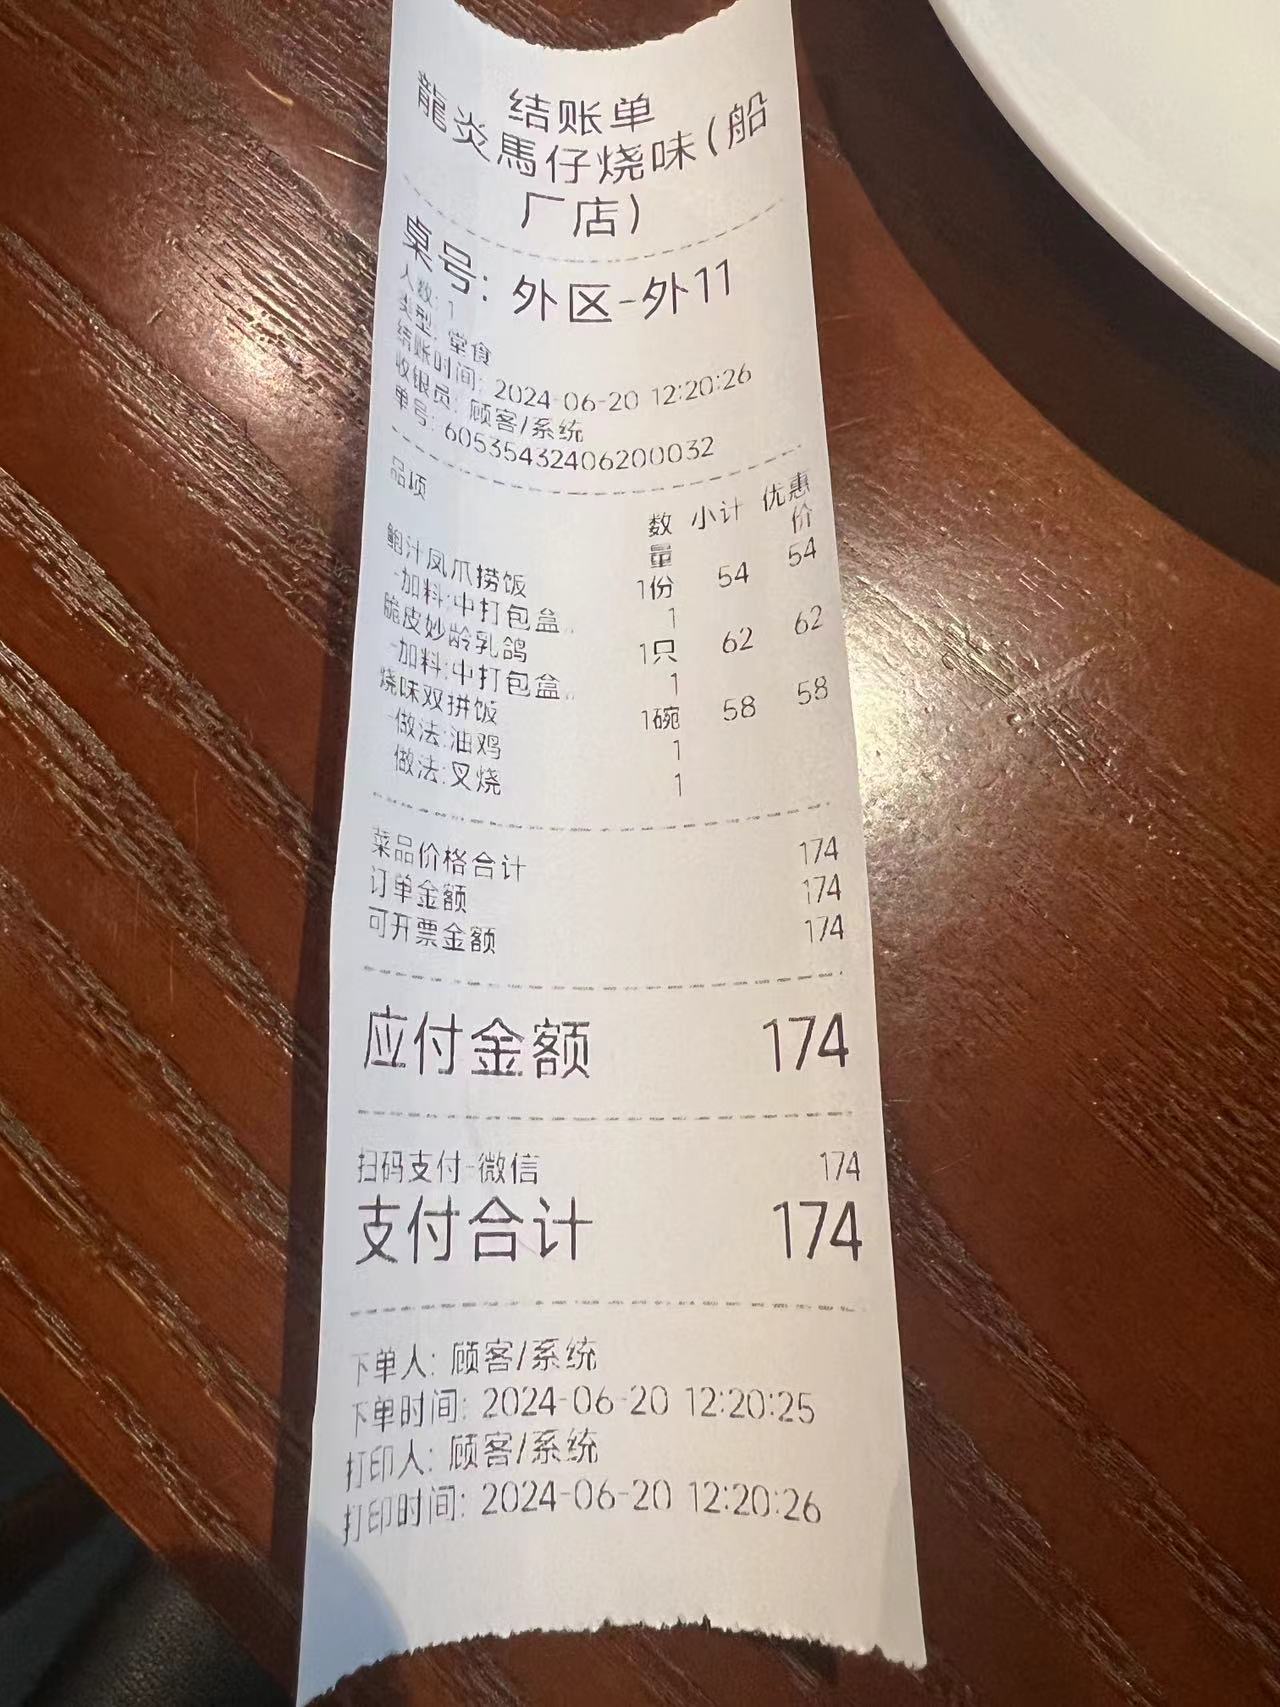 结账单
龍炎馬仔烧味(船
厂店)
桌号: 外区-外11
人数: 1
类型: 堂食
结账时间: 2024-06-20 12:20:26
收银员: 顾客/系统
单号: 60535432406200032
品项 数量 小计 优惠价
鲍汁凤爪捞饭 1份 54 54
-加料:中打包盒.. 1
脆皮妙龄乳鸽 1只 62 62
-加料:中打包盒.. 1
烧味双拼饭 1碗 58 58
-做法:油鸡 1
做法:叉烧 1
菜品价格合计 174
订单金额 174
可开票金额 174
应付金额 174
扫码支付-微信 174
支付合计 174
下单人: 顾客/系统
下单时间: 2024-06-20 12:20:25
打印人: 顾客/系统
打印时间: 2024-06-20 12:20:26